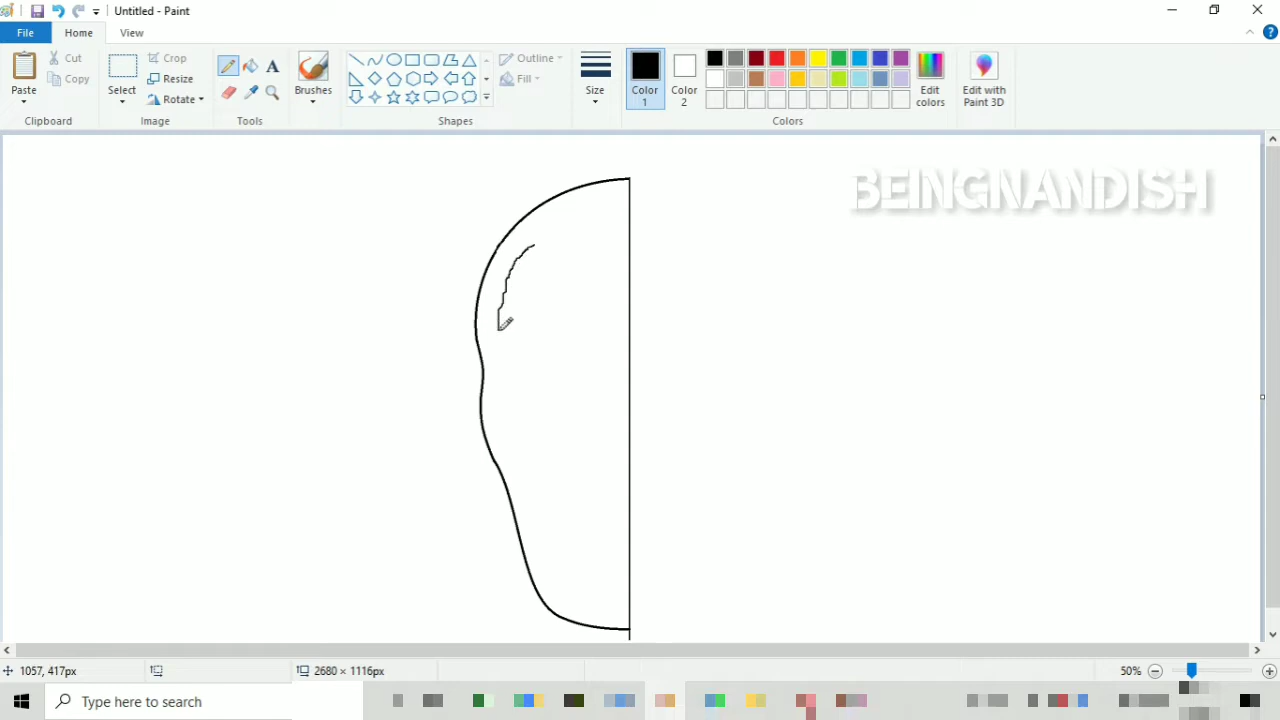 Untitled - Paint
File
Home
View
Paste
Cut
Copy
Clipboard
Select
Crop
Resize
Rotate
Image
A
Tools
Brushes
Outline
Fill
Shapes
Size
Color
1
Color
2
Edit
colors
Colors
Edit with
Paint 3D
BEINGNANDISH
1057, 417px
2680 × 1116px
50%
Type here to search